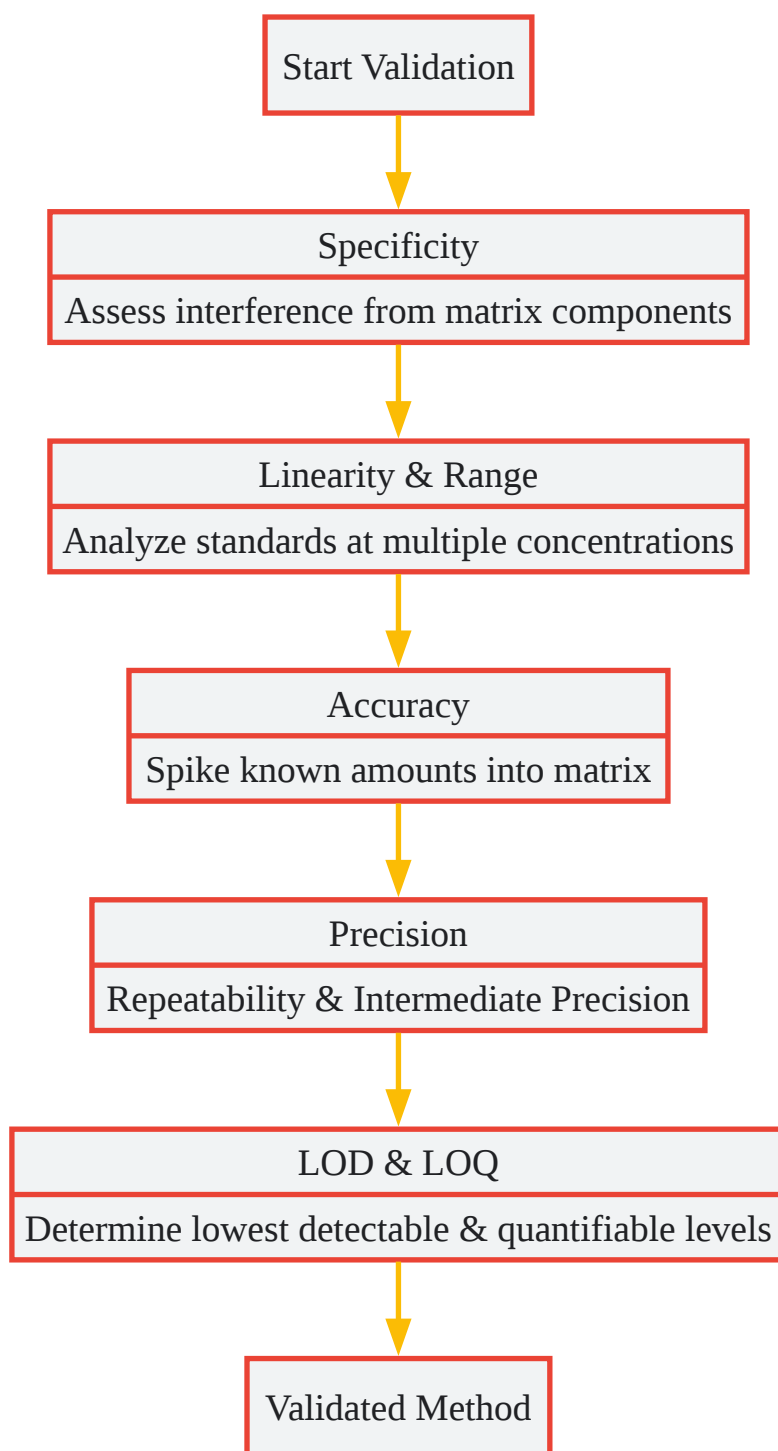 Start Validation
Specificity
Assess interference from matrix components
Linearity & Range
Analyze standards at multiple concentrations
Accuracy
Spike known amounts into matrix
Precision
Repeatability & Intermediate Precision
LOD & LOQ
Determine lowest detectable & quantifiable levels
Validated Method